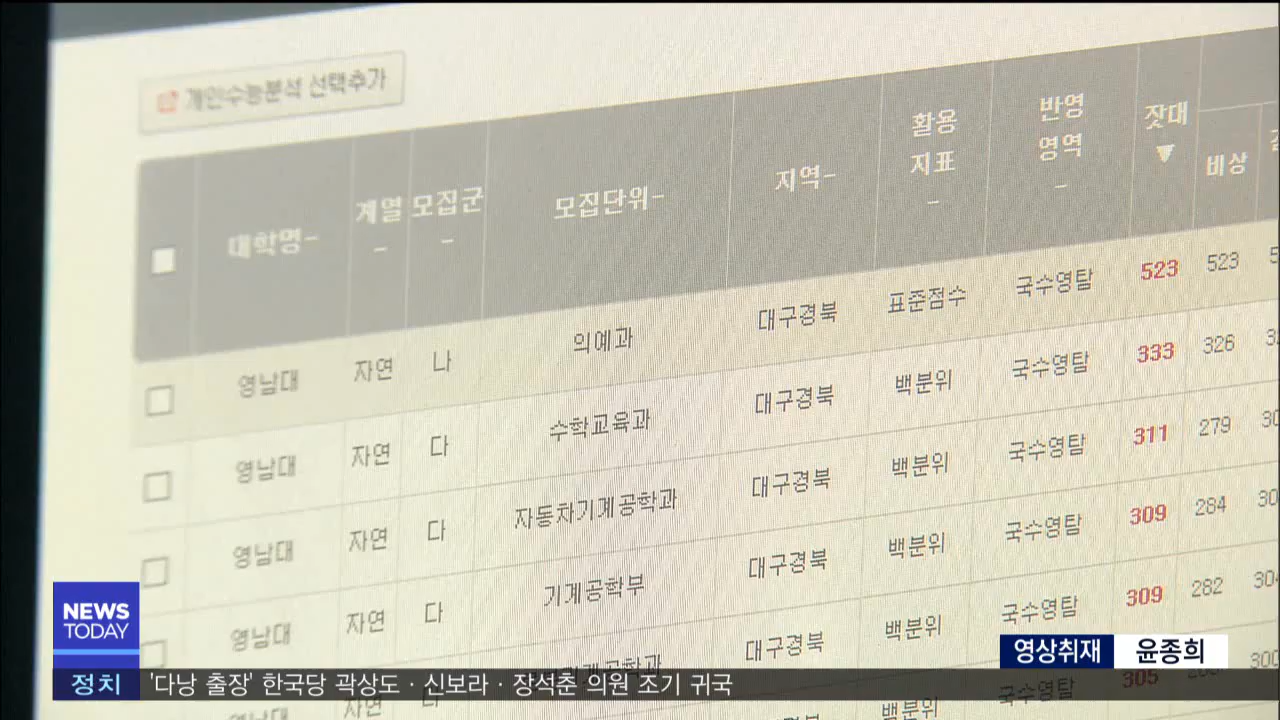 개인수능분석 선택추가
대학명- 계열- 모집군- 모집단위- 지역- 활용지표- 반영영역- 잣대▼ 비상
영남대 자연 나 의예과 대구경북 표준점수 국수영탐 523 523
영남대 자연 다 수학교육과 대구경북 백분위 국수영탐 333 326
영남대 자연 다 자동차기계공학과 대구경북 백분위 국수영탐 311 279
영남대 자연 다 기계공학부 대구경북 백분위 국수영탐 309 284
대구경북 백분위 국수영탐 309 282
국수영탐 305
NEWS
TODAY
영상취재 윤종희
정치 '다낭 출장' 한국당 곽상도·신보라·장석춘 의원 조기 귀국